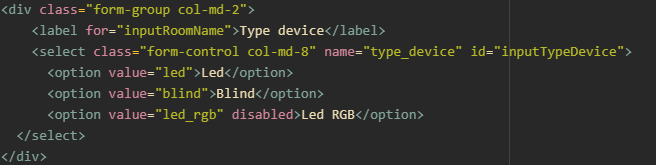 <div class="form-group col-md-2">
<label for="inputRoomName">Type device</label>
<select class="form-control col-md-8" name="type_device" id="inputTypeDevice">
<option value="led">Led</option>
<option value="blind">Blind</option>
<option value="led_rgb" disabled>Led RGB</option>
</select>
</div>